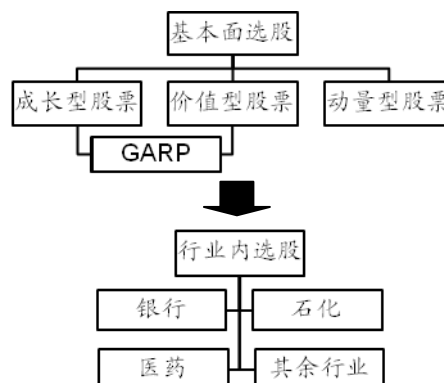 基本面选股
成长型股票 价值型股票 动量型股票
GARP
行业内选股
银行 石化
医药 其余行业